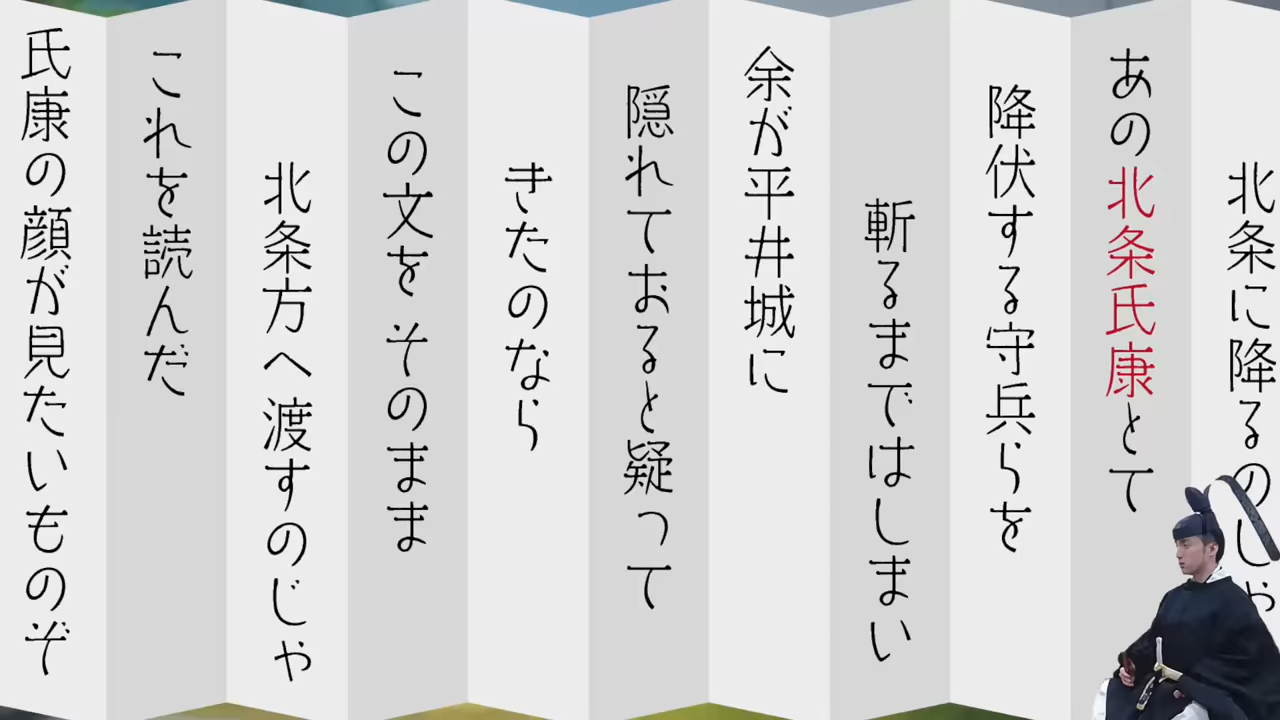 北条に降るのじゃ
あの北条氏康とて
降伏する守兵らを
斬るまではしまい
余が平井城に
隠れておると疑って
きたのなら
この文を そのまま
北条方へ渡すのじゃ
これを読んだ
氏康の顔が見たいものぞ